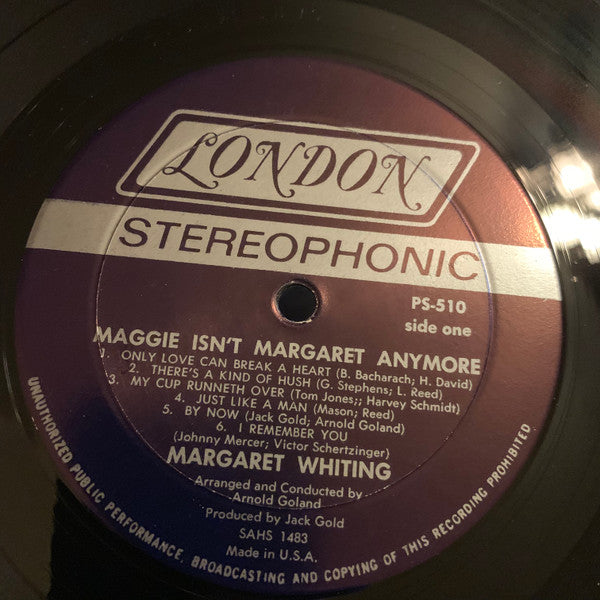 LONDON
STEREOPHONIC
PS-510
side one
MAGGIE ISN'T MARGARET ANYMORE
1. ONLY LOVE CAN BREAK A HEART (B. Bacharach; H. David)
2. THERE'S A KIND OF HUSH (G. Stephens; L. Reed)
3. MY CUP RUNNETH OVER (Tom Jones;; Harvey Schmidt)
4. JUST LIKE A MAN (Mason; Reed)
5. BY NOW (Jack Gold; Arnold Goland)
6. I REMEMBER YOU
(Johnny Mercer; Victor Schertzinger)
MARGARET WHITING
Arranged and Conducted by
Arnold Goland
Produced by Jack Gold
SAHS 1483
Made in U.S.A.
UNAUTHORIZED PUBLIC PERFORMANCE, BROADCASTING AND COPYING OF THIS RECORDING PROHIBITED